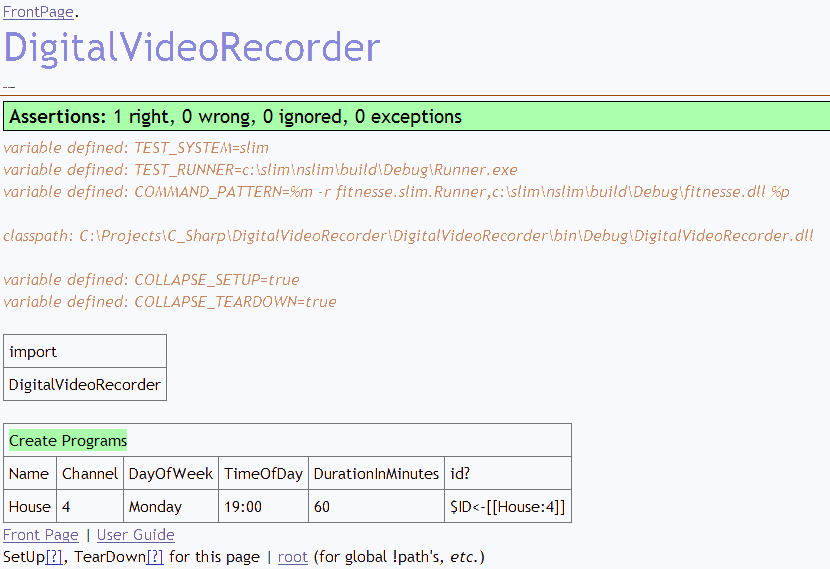 FrontPage.
DigitalVideoRecorder
Assertions: 1 right, 0 wrong, 0 ignored, 0 exceptions
variable defined: TEST_SYSTEM=slim
variable defined: TEST_RUNNER=c:\slim\nslim\build\Debug\Runner.exe
variable defined: COMMAND_PATTERN=%m -r fitnesse.slim.Runner,c:\slim\nslim\build\Debug\fitnesse.dll %p
classpath: C:\Projects\C_Sharp\DigitalVideoRecorder\DigitalVideoRecorder\bin\Debug\DigitalVideoRecorder.dll
variable defined: COLLAPSE_SETUP=true
variable defined: COLLAPSE_TEARDOWN=true
import
DigitalVideoRecorder
Create Programs
Name Channel DayOfWeek TimeOfDay DurationInMinutes id?
House 4 Monday 19:00 60 $ID<-[[House:4]]
Front Page | User Guide
SetUp[?], TearDown[?] for this page | root (for global !path's, etc.)